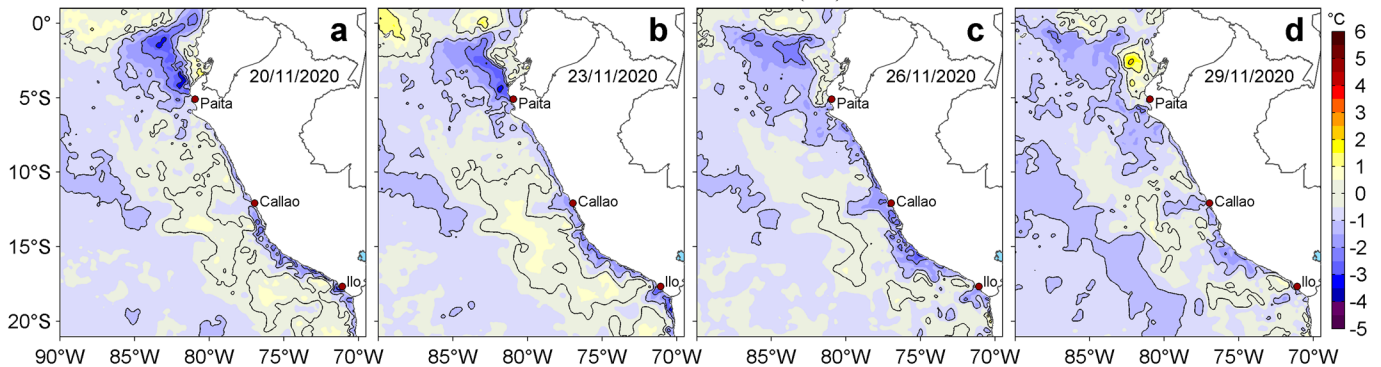 a
b
c
d
°C
0°
5°S
10°S
15°S
20°S
20/11/2020
23/11/2020
26/11/2020
29/11/2020
Paita
Paita
Paita
Paita
Callao
Callao
Callao
Callao
Ilo
Ilo
Ilo
Ilo
90°W 85°W 80°W 75°W 70°W
85°W 80°W 75°W 70°W
85°W 80°W 75°W 70°W
85°W 80°W 75°W 70°W
6
5
4
3
2
1
0
-1
-2
-3
-4
-5